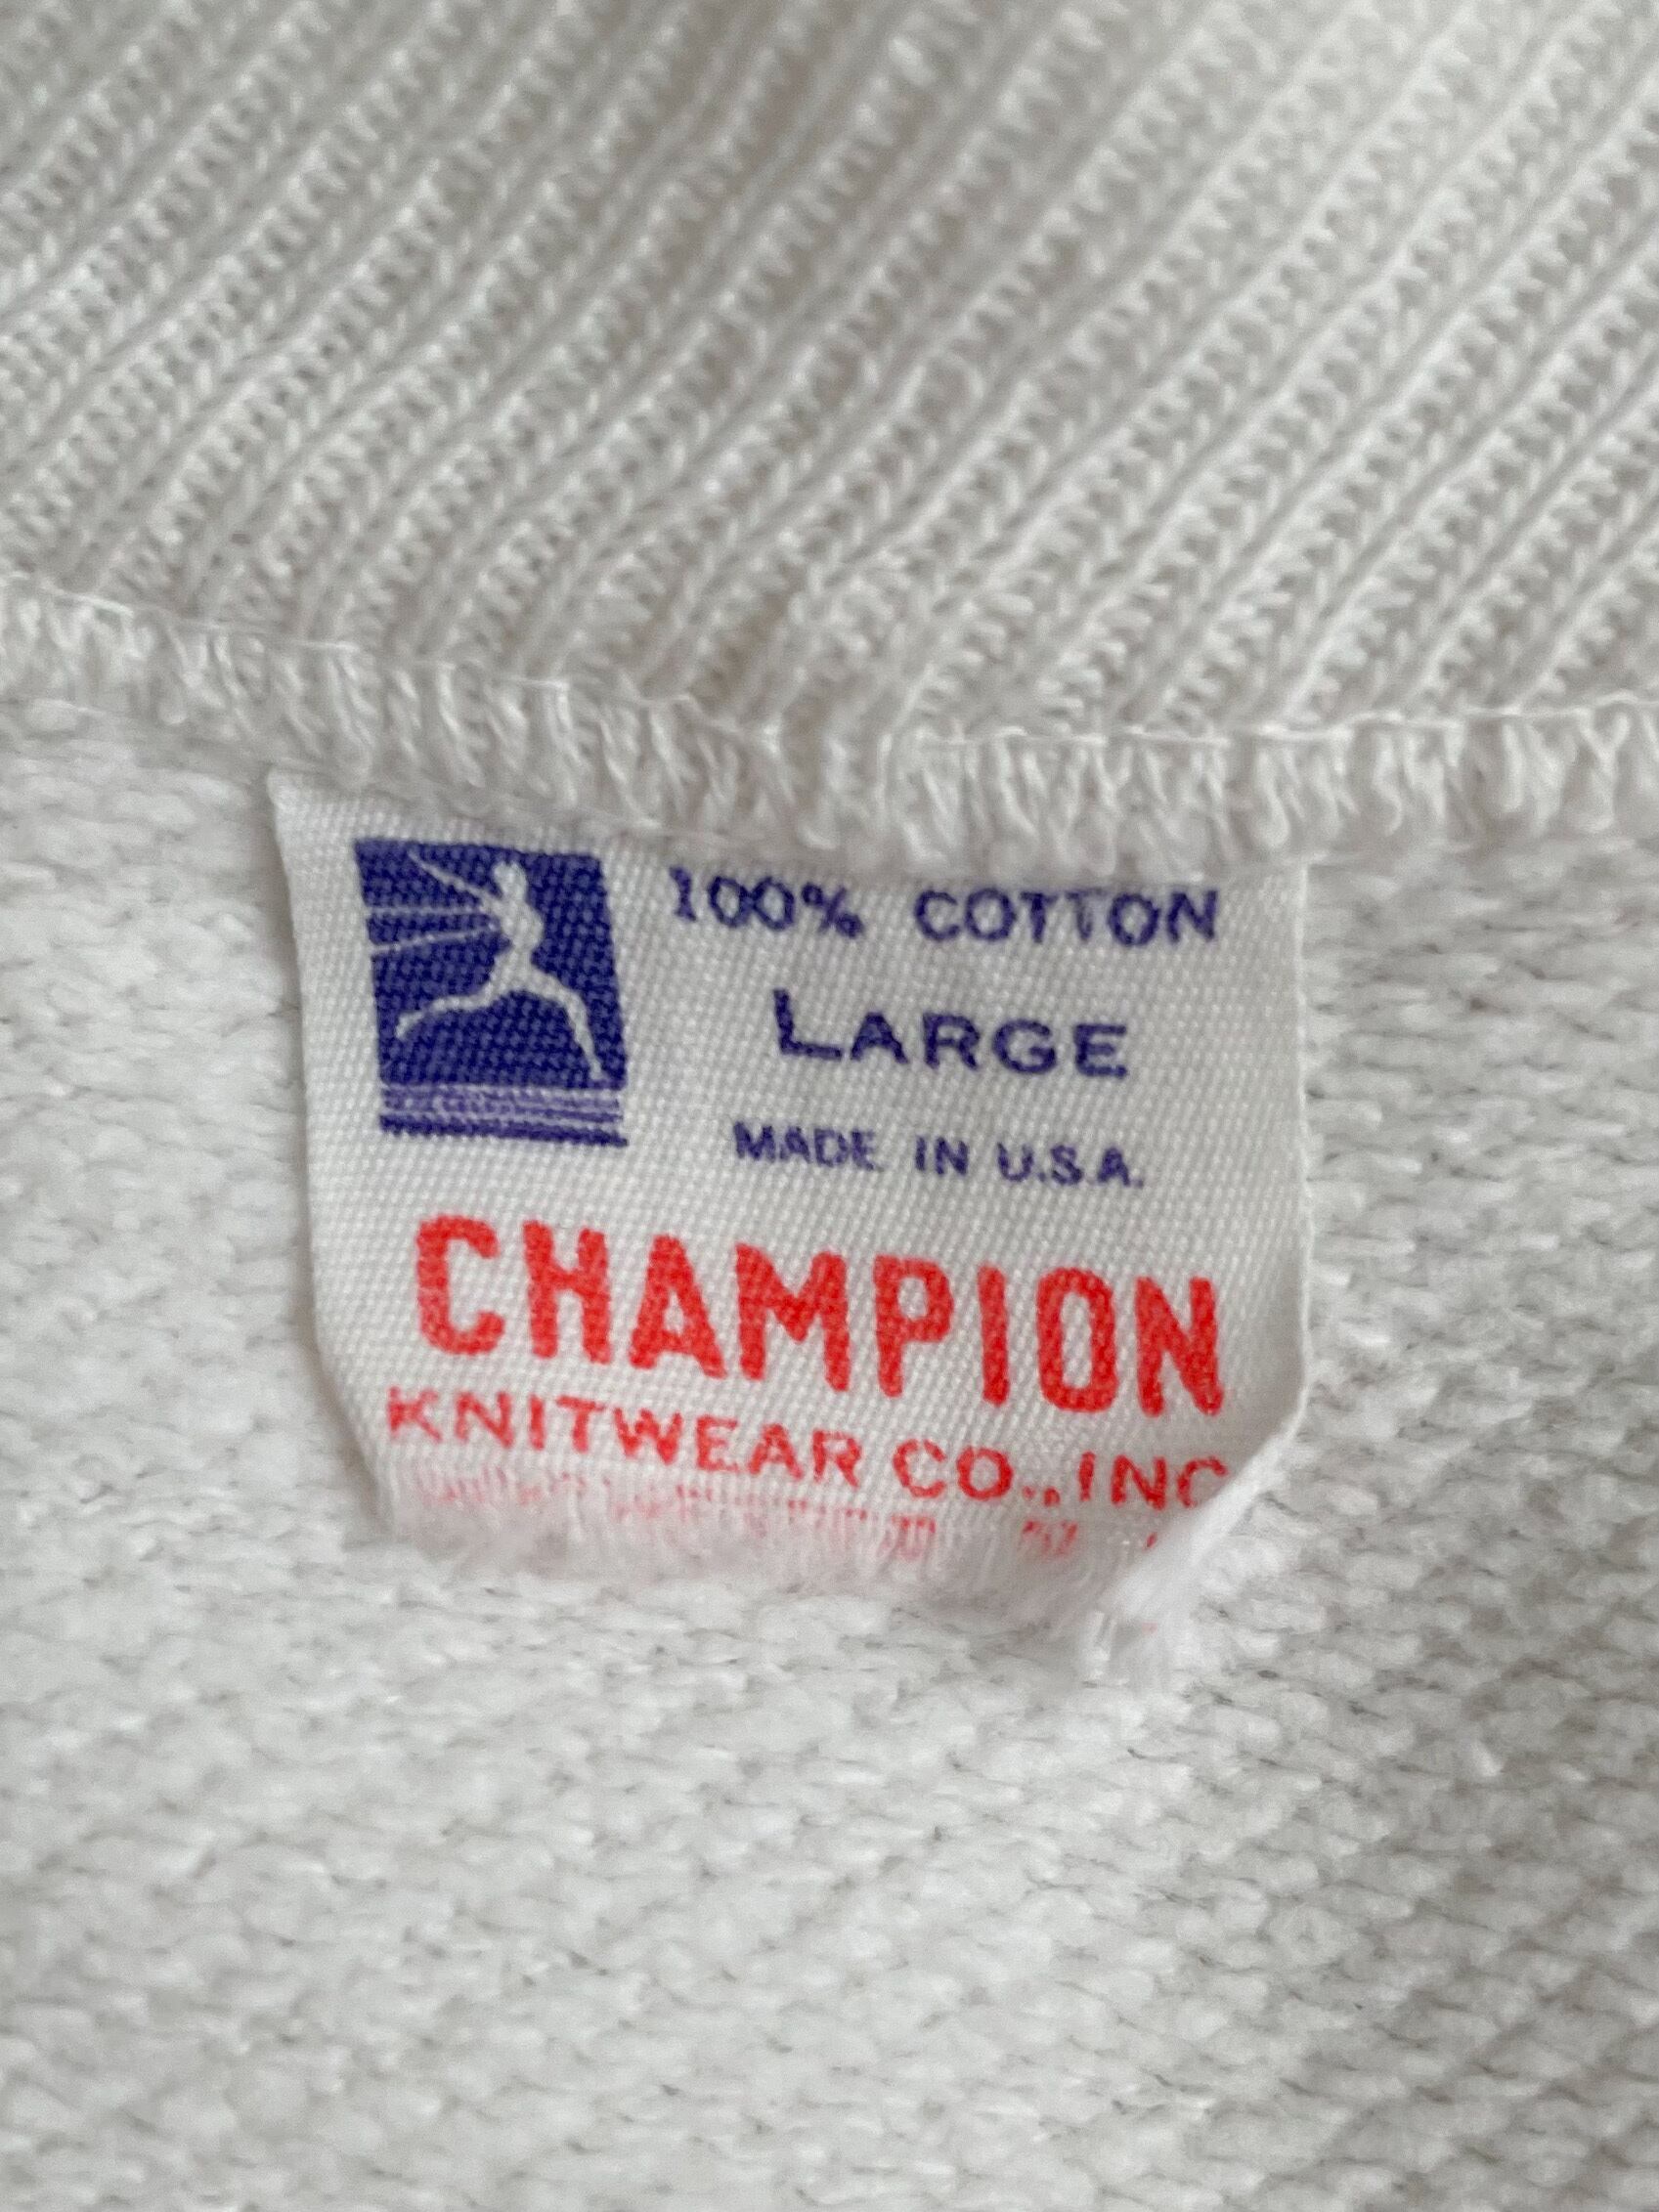 100% COTTON
LARGE
MADE IN U.S.A.
CHAMPION
KNITWEAR CO., INC